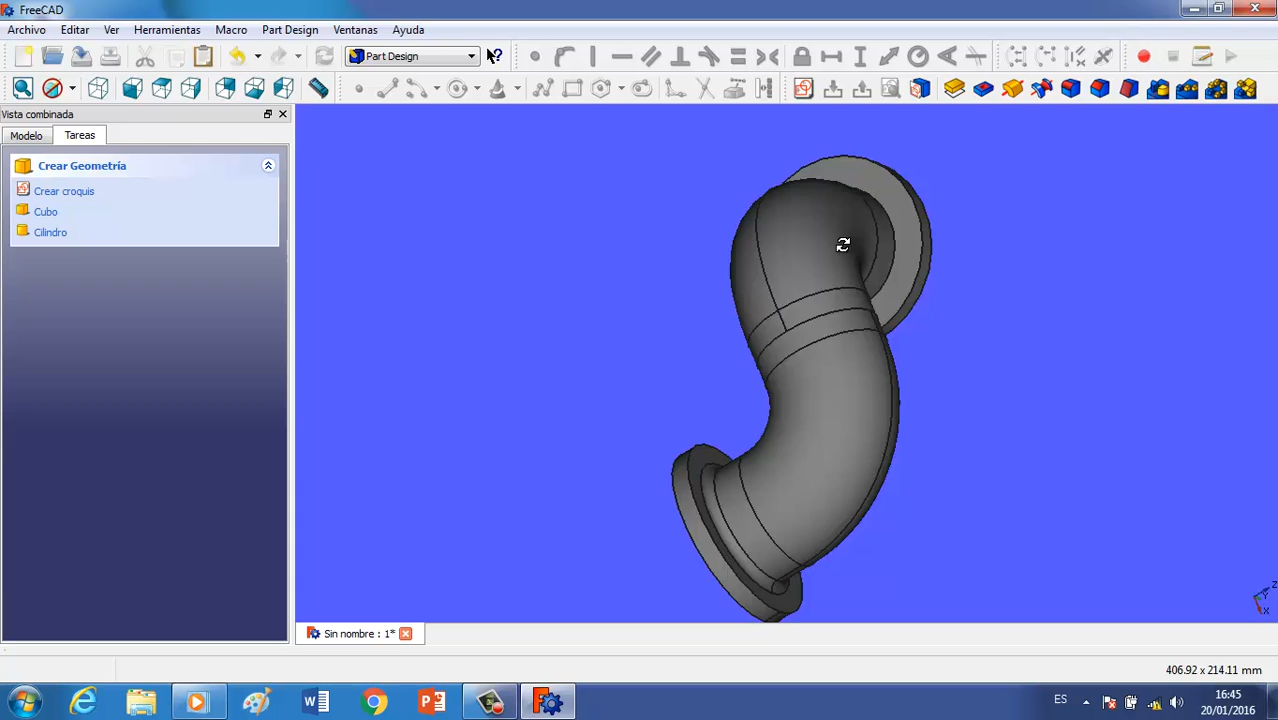 FreeCAD
Archivo Editar Ver Herramientas Macro Part Design Ventanas Ayuda
Part Design
Vista combinada
Modelo Tareas
Crear Geometría
Crear croquis
Cubo
Cilindro
Z
Y
X
Sin nombre : 1*
406.92 x 214.11 mm
ES
16:45
20/01/2016